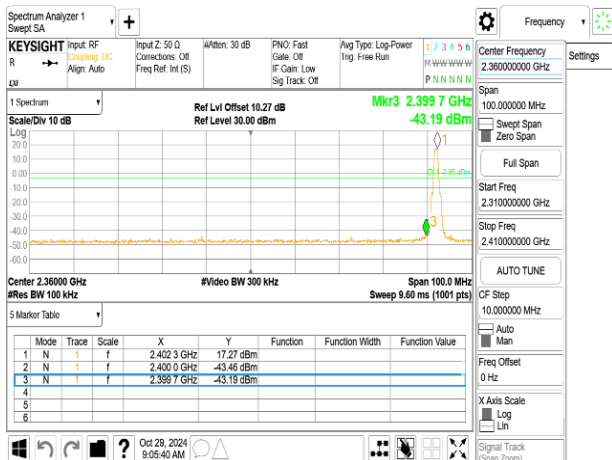 Spectrum Analyzer 1
Swept SA
+
Frequency
KEYSIGHT
R
LXI
Input: RF
Coupling: DC
Align: Auto
Input Z: 50 Ω
Corrections: Off
Freq Ref: Int (S)
#Atten: 30 dB
PNO: Fast
Gate: Off
IF Gain: Low
Sig Track: Off
Avg Type: Log-Power
Trig: Free Run
1 2 3 4 5 6
M W W W W W
P N N N N N
Settings
1 Spectrum
Scale/Div 10 dB
Ref Lvl Offset 10.27 dB
Ref Level 30.00 dBm
Mkr3 2.399 7 GHz
-43.19 dBm
Log
20.0
10.0
0.00
-10.0
-20.0
-30.0
-40.0
-50.0
-60.0
1
3
Center 2.36000 GHz
#Res BW 100 kHz
#Video BW 300 kHz
Span 100.0 MHz
Sweep 9.60 ms (1001 pts)
5 Marker Table
Mode Trace Scale X Y Function Function Width Function Value
1 N 1 f 2.402 3 GHz 17.27 dBm
2 N 1 f 2.400 0 GHz -43.46 dBm
3 N 1 f 2.399 7 GHz -43.19 dBm
4
5
6
Center Frequency
2.360000000 GHz
Span
100.000000 MHz
Swept Span
Zero Span
Full Span
Start Freq
2.310000000 GHz
Stop Freq
2.410000000 GHz
AUTO TUNE
CF Step
10.000000 MHz
Auto
Man
Freq Offset
0 Hz
X Axis Scale
Log
Lin
Signal Track
(Span Zoom)
?
Oct 29, 2024
9:05:40 AM